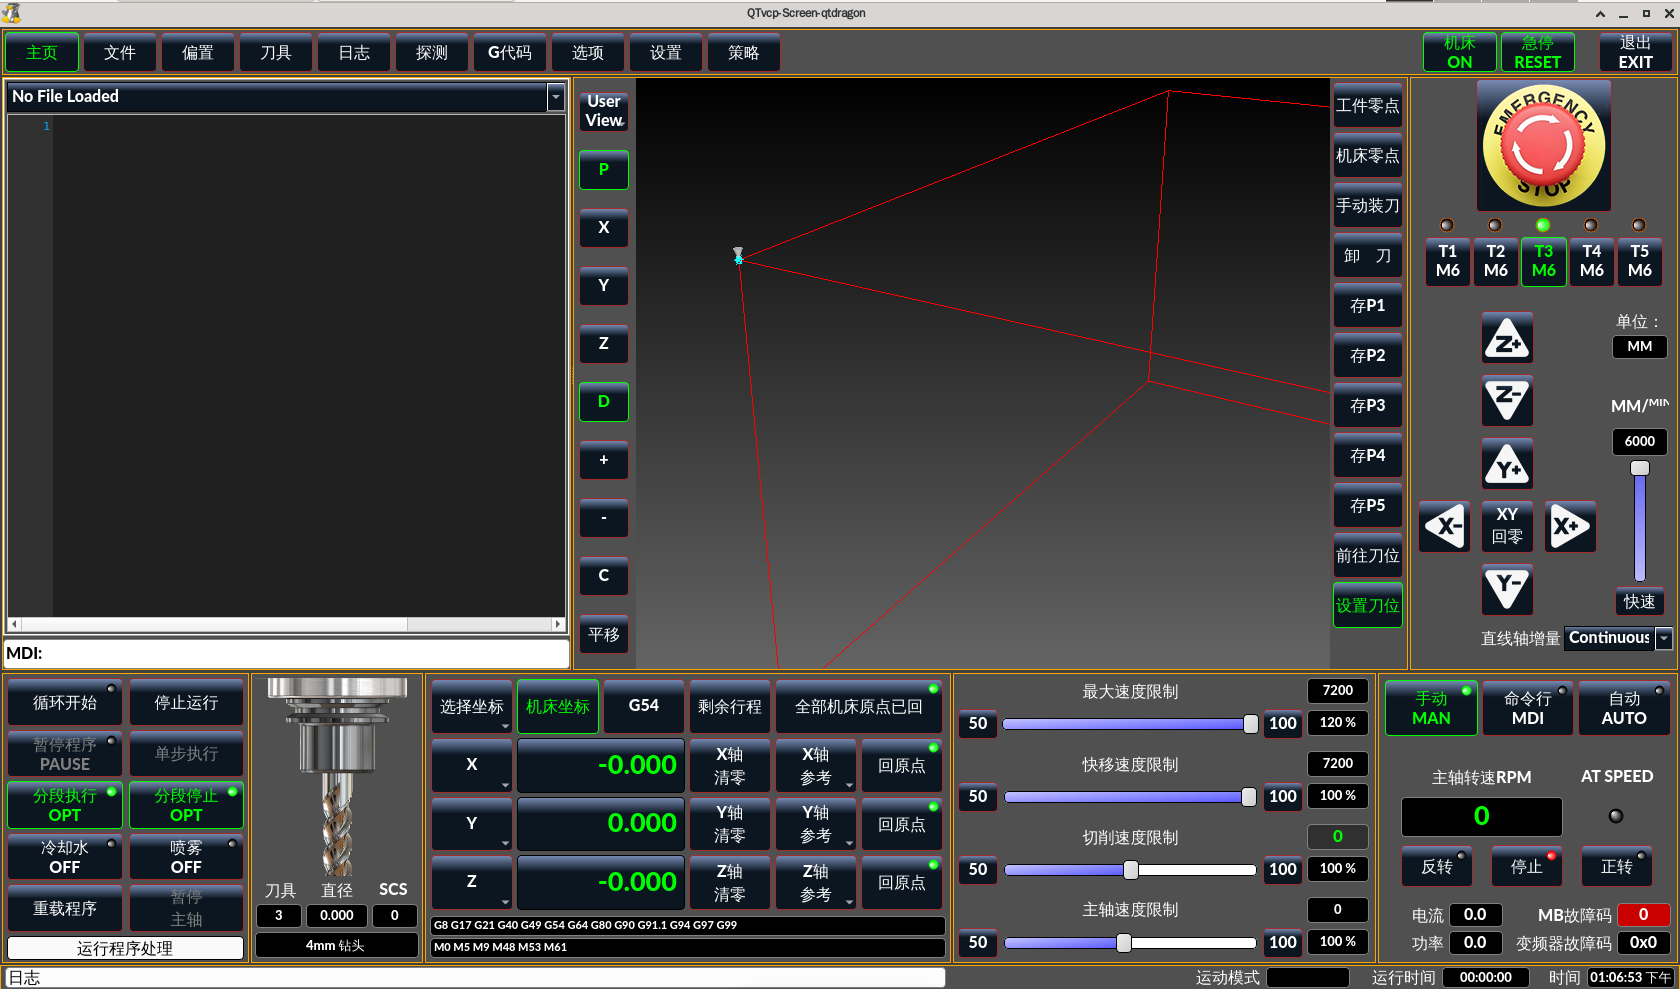 QTvcp-Screen-qtdragon
主页 文件 偏置 刀具 日志 探测 G代码 选项 设置 策略
机床
ON
急停
RESET
退出
EXIT
No File Loaded
1
MDI:
User
View
P
X
Y
Z
D
+
-
C
平移
工件零点
机床零点
手动装刀
卸 刀
存P1
存P2
存P3
存P4
存P5
前往刀位
设置刀位
EMERGENCY
STOP
T1
M6
T2
M6
T3
M6
T4
M6
T5
M6
Z+
Z-
Y+
X-
XY
回零
X+
Y-
单位：
MM
MM/MIN
6000
快速
直线轴增量 Continuous
循环开始
停止运行
暂停程序
PAUSE
单步执行
分段执行
OPT
分段停止
OPT
冷却水
OFF
喷雾
OFF
重载程序
暂停
主轴
运行程序处理
刀具 直径 SCS
3 0.000 0
4mm 钻头
选择坐标 机床坐标 G54 剩余行程 全部机床原点已回
X -0.000
X轴
清零
X轴
参考
回原点
Y 0.000
Y轴
清零
Y轴
参考
回原点
Z -0.000
Z轴
清零
Z轴
参考
回原点
G8 G17 G21 G40 G49 G54 G64 G80 G90 G91.1 G94 G97 G99
M0 M5 M9 M48 M53 M61
最大速度限制 7200
50 100 120 %
快移速度限制 7200
50 100 100 %
切削速度限制 0
50 100 100 %
主轴速度限制 0
50 100 100 %
手动
MAN
命令行
MDI
自动
AUTO
主轴转速RPM AT SPEED
0
反转 停止 正转
电流 0.0 MB故障码 0
功率 0.0 变频器故障码 0x0
日志
运动模式 运行时间 00:00:00 时间 01:06:53 下午